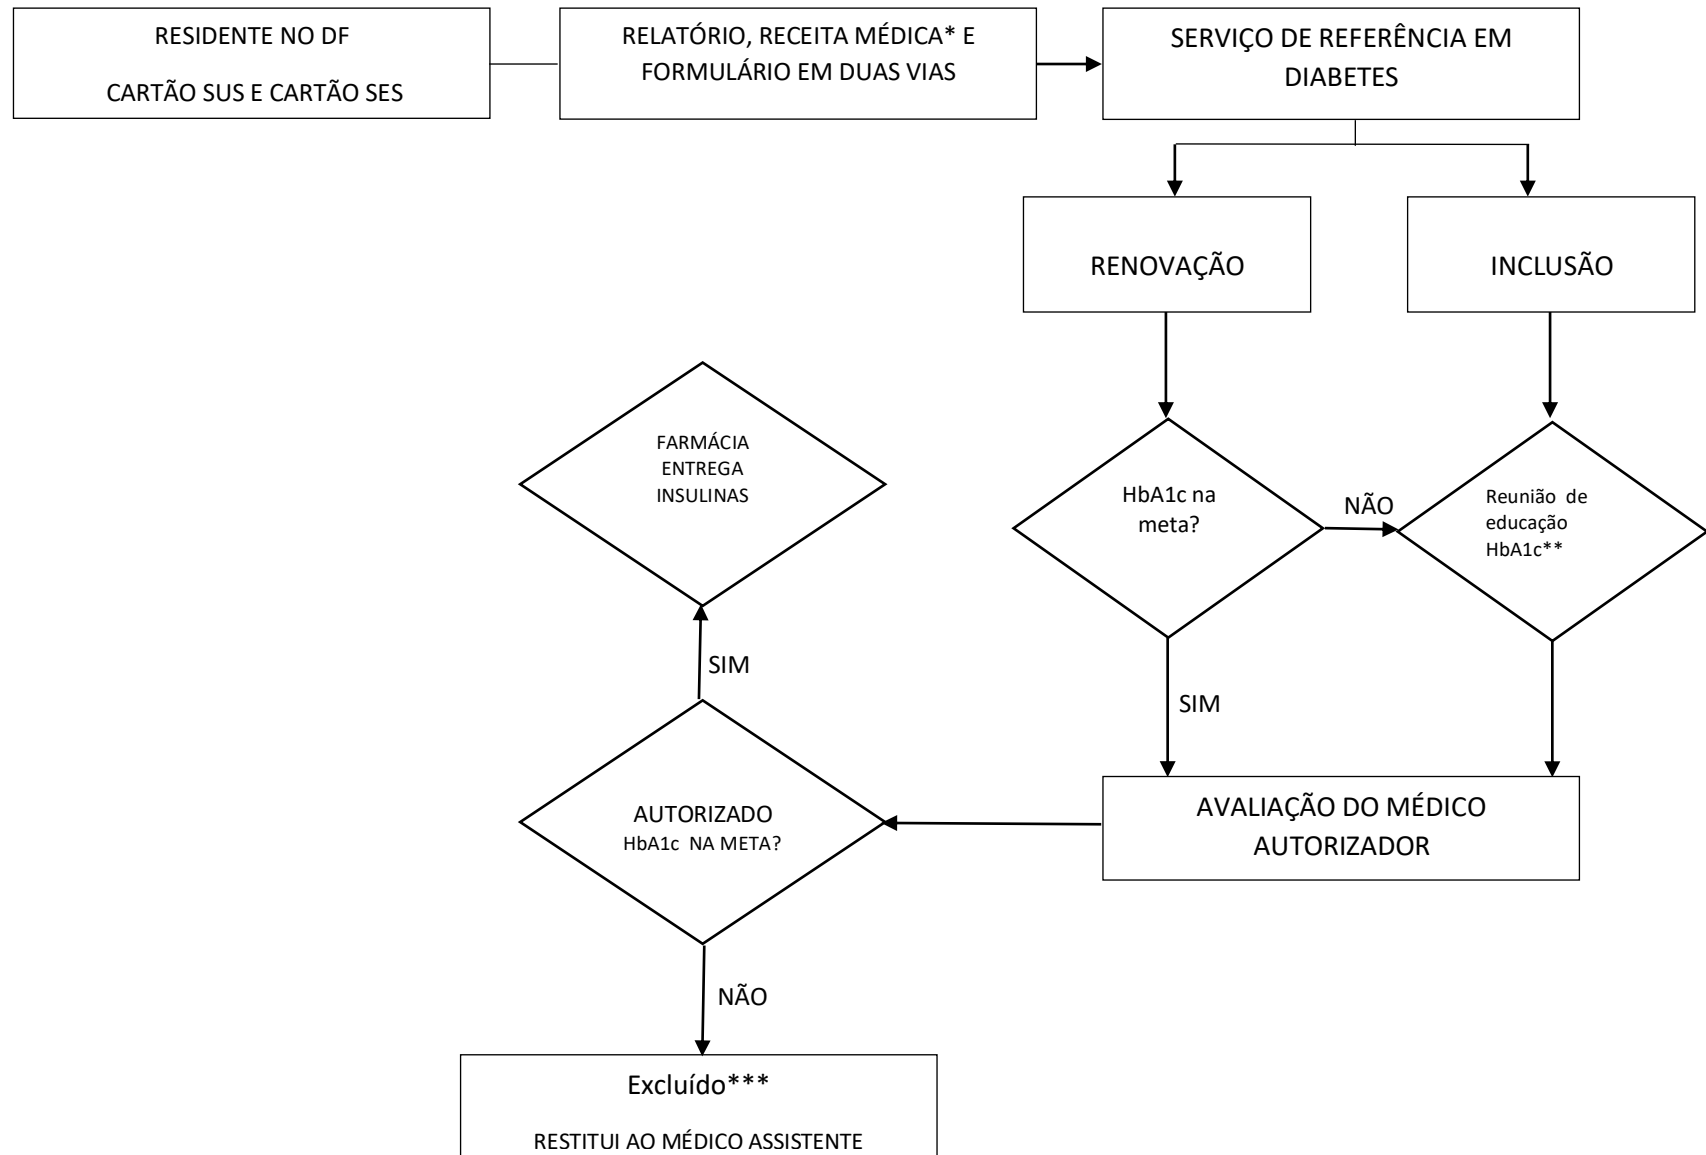 RESIDENTE NO DF
CARTÃO SUS E CARTÃO SES
RELATÓRIO, RECEITA MÉDICA* E
FORMULÁRIO EM DUAS VIAS
SERVIÇO DE REFERÊNCIA EM
DIABETES
RENOVAÇÃO
INCLUSÃO
FARMÁCIA
ENTREGA
INSULINAS
HbA1c na
meta?
NÃO
Reunião de
educação
HbA1c**
SIM
SIM
AUTORIZADO
HbA1c NA META?
AVALIAÇÃO DO MÉDICO
AUTORIZADOR
NÃO
Excluído***
RESTITUI AO MÉDICO ASSISTENTE